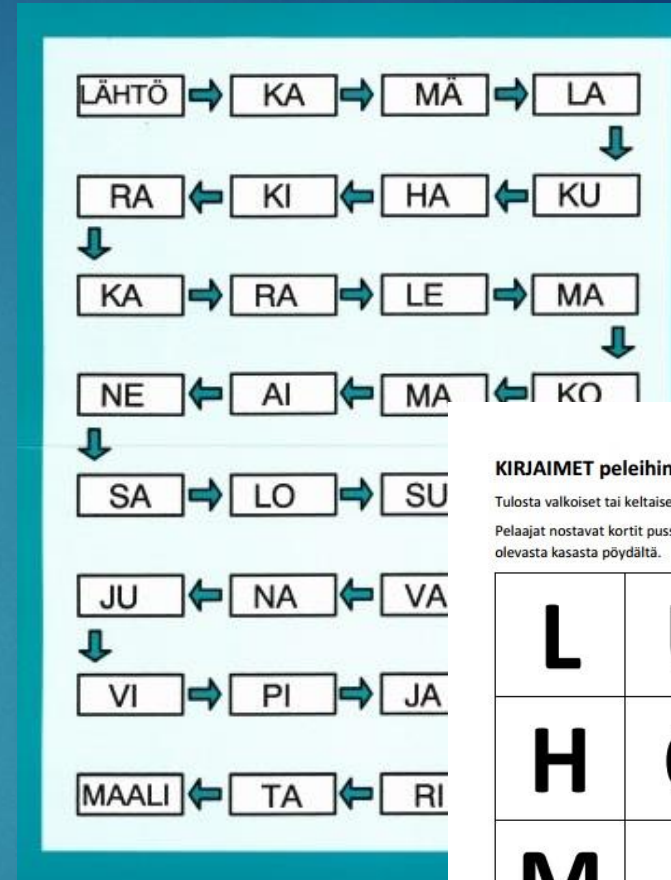 LÄHTÖ KA MÄ LA
RA KI HA KU
KA RA LE MA
NE AI MA KO
SA LO SU
JU NA VA
VI PI JA
MAALI TA RI
KIRJAIMET peleihin
Tulosta valkoiset tai
Pelaajat nostavat kortit
olevasta kasasta pöydältä.
L
H
M